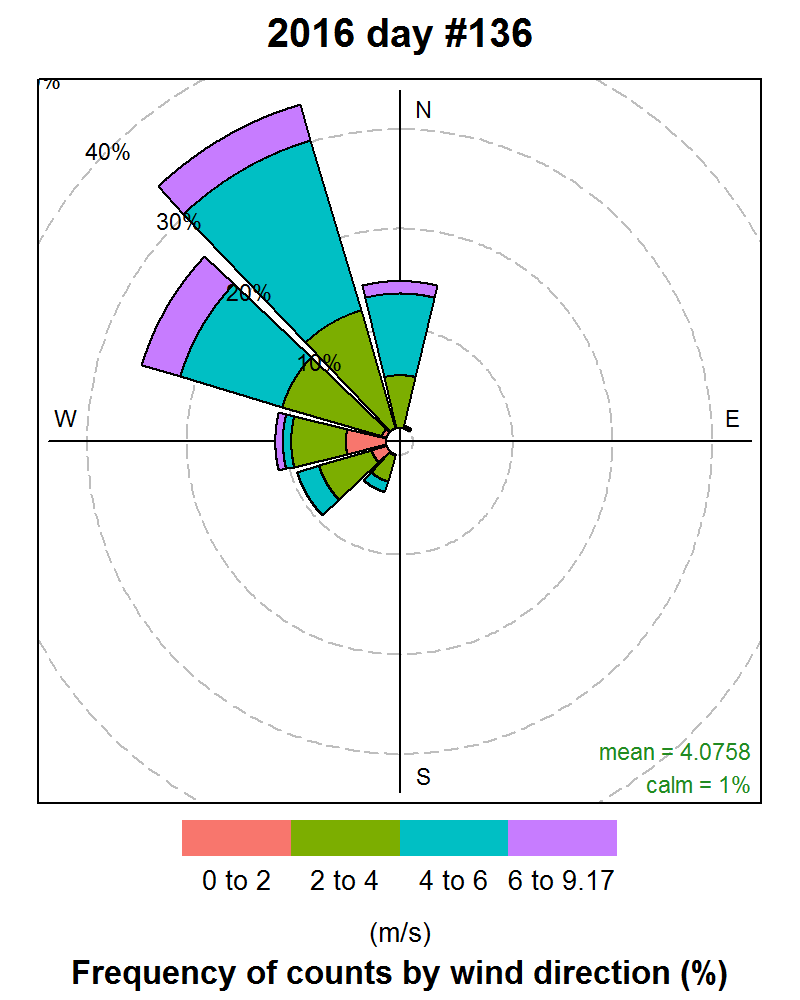 2016 day #136
%
N
40%
30%
20%
10%
W
E
S
mean = 4.0758
calm = 1%
0 to 2 2 to 4 4 to 6 6 to 9.17
(m/s)
Frequency of counts by wind direction (%)